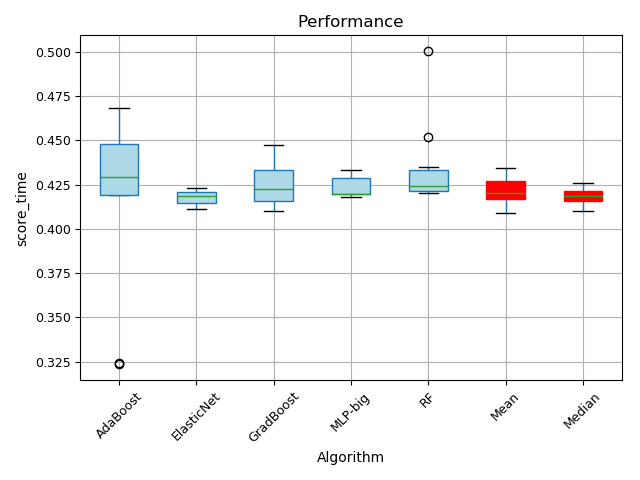 Performance
0.500
0.475
0.450
0.425
0.400
0.375
0.350
0.325
score_time
AdaBoost
ElasticNet
GradBoost
MLP-big
RF
Mean
Median
Algorithm